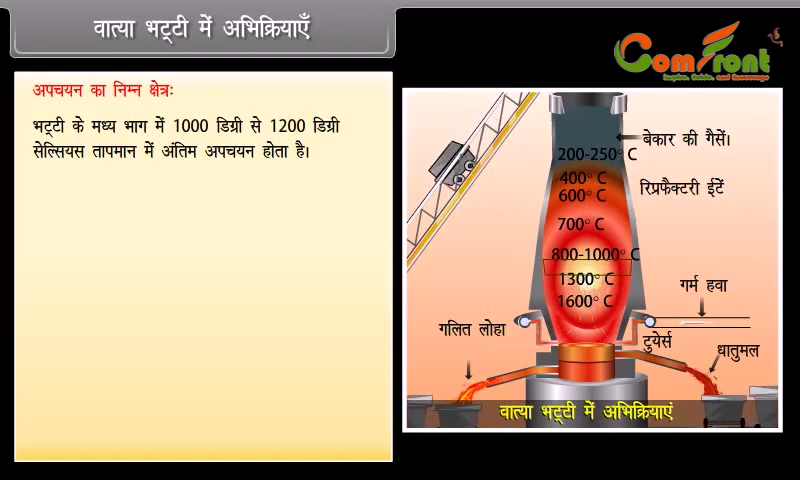 वात्या भट्टी में अभिक्रियाएँ
ComFront
अपचयन का निम्न क्षेत्रः
भट्टी के मध्य भाग में 1000 डिग्री से 1200 डिग्री
सेल्सियस तापमान में अंतिम अपचयन होता है।
बेकार की गैसें।
200-250° C
400° C
रिप्रफैक्टरी ईंटें
600° C
700° C
800-1000° C
1300° C
गर्म हवा
1600° C
गलित लोहा
टुयेर्स
धातुमल
वात्या भट्टी में अभिक्रियाएं